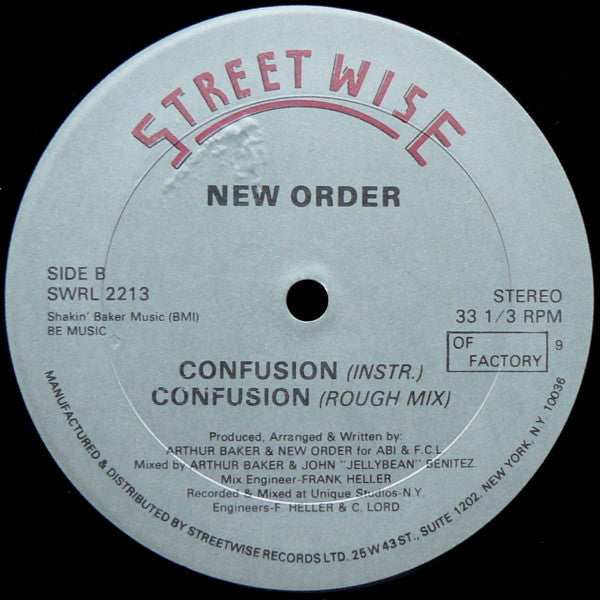 STREETWISE
NEW ORDER
SIDE B
SWRL 2213
Shakin' Baker Music (BMI)
BE MUSIC
STEREO
33 1/3 RPM
OF FACTORY 9
CONFUSION (INSTR.)
CONFUSION (ROUGH MIX)
Produced, Arranged & Written by:
ARTHUR BAKER & NEW ORDER for ABI & F.C.L.
Mixed by ARTHUR BAKER & JOHN "JELLYBEAN" BENITEZ.
Mix Engineer-FRANK HELLER
Recorded & Mixed at Unique Studios-N.Y.
Engineers-F. HELLER & C. LORD
MANUFACTURED & DISTRIBUTED BY STREETWISE RECORDS LTD. 25 W 43 ST., SUITE 1202, NEW YORK, N.Y. 10036